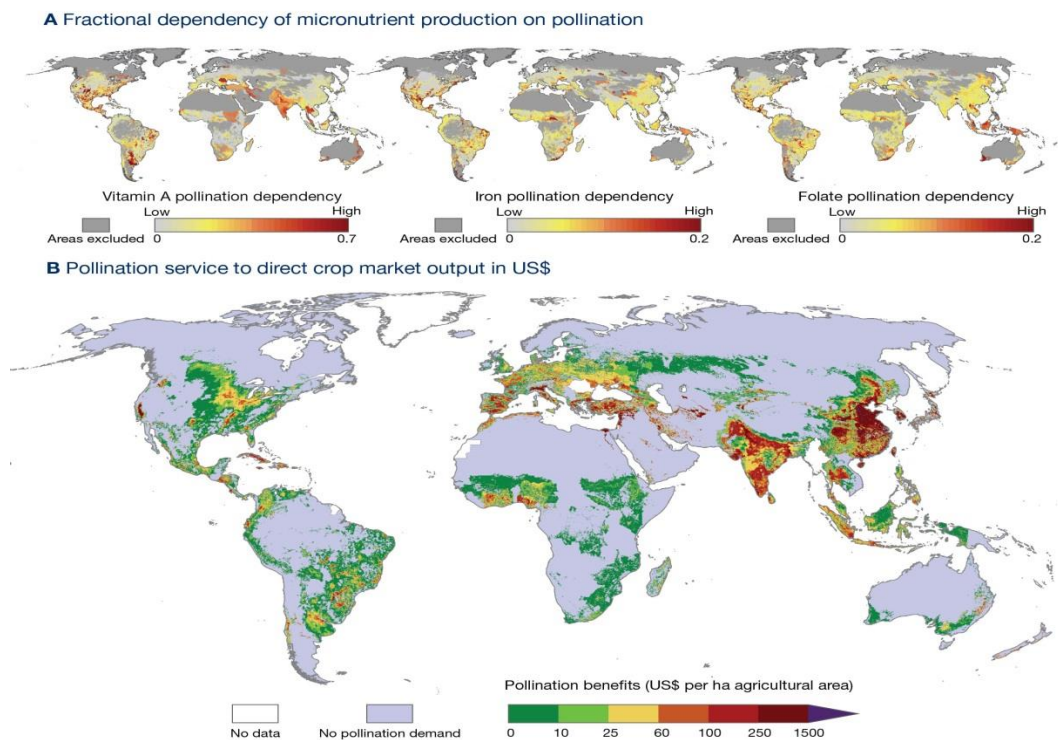 A Fractional dependency of micronutrient production on pollination
Vitamin A pollination dependency
Low High
Areas excluded 0 0.7
Iron pollination dependency
Low High
Areas excluded 0 0.2
Folate pollination dependency
Low High
Areas excluded 0 0.2
B Pollination service to direct crop market output in US$
Pollination benefits (US$ per ha agricultural area)
No data No pollination demand 0 10 25 60 100 250 1500